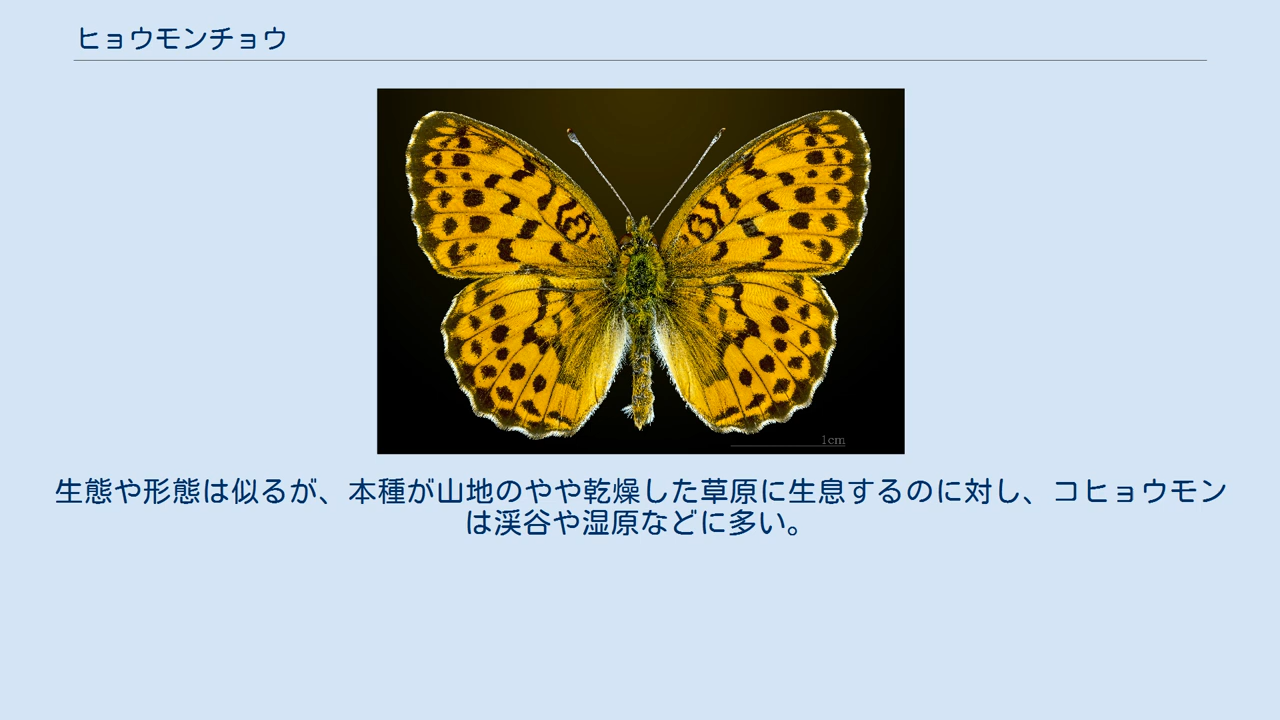 ヒョウモンチョウ
1cm
生態や形態は似るが、本種が山地のやや乾燥した草原に生息するのに対し、コヒョウモン
は渓谷や湿原などに多い。